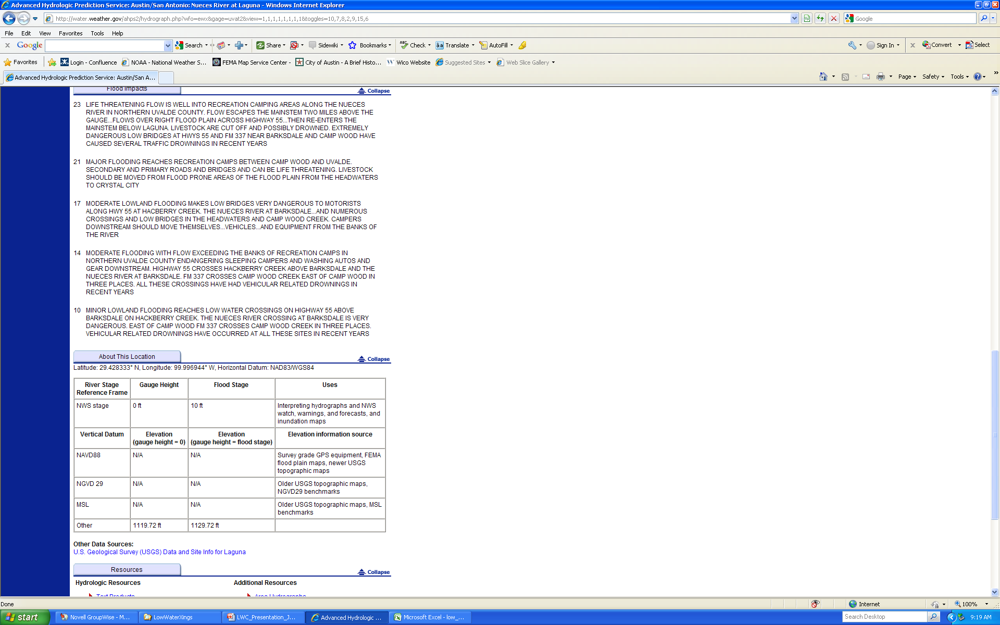 Advanced Hydrologic Prediction Service: Austin/San Antonio: Nueces River at Laguna - Windows Internet Explorer
http://water.weather.gov/ahps2/hydrograph.php?wfo=ewx&gage=uvat2&view=1,1,1,1,1,1,1,1&toggles=10,7,8,2,9,15,6
Google
File Edit View Favorites Tools Help
x Google Search Share Sidewiki Bookmarks Check Translate AutoFill Sign In x Convert Select
Favorites Login - Confluence NOAA - National Weather S... FEMA Map Service Center - City of Austin - A Brief Histo... Wico Website Suggested Sites Web Slice Gallery
Advanced Hydrologic Prediction Service: Austin/San A... Page Safety Tools
Flood Impacts Collapse
23 LIFE THREATENING FLOW IS WELL INTO RECREATION CAMPING AREAS ALONG THE NUECES
RIVER IN NORTHERN UVALDE COUNTY. FLOW ESCAPES THE MAINSTEM TWO MILES ABOVE THE
GAUGE...FLOWS OVER RIGHT FLOOD PLAIN ACROSS HIGHWAY 55...THEN RE-ENTERS THE
MAINSTEM BELOW LAGUNA. LIVESTOCK ARE CUT OFF AND POSSIBLY DROWNED. EXTREMELY
DANGEROUS LOW BRIDGES AT HWYS 55 AND FM 337 NEAR BARKSDALE AND CAMP WOOD HAVE
CAUSED SEVERAL TRAFFIC DROWNINGS IN RECENT YEARS
21 MAJOR FLOODING REACHES RECREATION CAMPS BETWEEN CAMP WOOD AND UVALDE.
SECONDARY AND PRIMARY ROADS AND BRIDGES AND CAN BE LIFE THREATENING. LIVESTOCK
SHOULD BE MOVED FROM FLOOD PRONE AREAS OF THE FLOOD PLAIN FROM THE HEADWATERS
TO CRYSTAL CITY
17 MODERATE LOWLAND FLOODING MAKES LOW BRIDGES VERY DANGEROUS TO MOTORISTS
ALONG HWY 55 AT HACBERRY CREEK. THE NUECES RIVER AT BARKSDALE...AND NUMEROUS
CROSSINGS AND LOW BRIDGES IN THE HEADWATERS AND CAMP WOOD CREEK. CAMPERS
DOWNSTREAM SHOULD MOVE THEMSELVES...VEHICLES...AND EQUIPMENT FROM THE BANKS OF
THE RIVER
14 MODERATE FLOODING WITH FLOW EXCEEDING THE BANKS OF RECREATION CAMPS IN
NORTHERN UVALDE COUNTY ENDANGERING SLEEPING CAMPERS AND WASHING AUTOS AND
GEAR DOWNSTREAM. HIGHWAY 55 CROSSES HACKBERRY CREEK ABOVE BARKSDALE AND THE
NUECES RIVER AT BARKSDALE. FM 337 CROSSES CAMP WOOD CREEK EAST OF CAMP WOOD IN
THREE PLACES. ALL THESE CROSSINGS HAVE HAD VEHICULAR RELATED DROWNINGS IN
RECENT YEARS
10 MINOR LOWLAND FLOODING REACHES LOW WATER CROSSINGS ON HIGHWAY 55 ABOVE
BARKSDALE ON HACKBERRY CREEK. THE NUECES RIVER CROSSING AT BARKSDALE IS VERY
DANGEROUS. EAST OF CAMP WOOD FM 337 CROSSES CAMP WOOD CREEK IN THREE PLACES.
VEHICULAR RELATED DROWNINGS HAVE OCCURRED AT ALL THESE SITES IN RECENT YEARS
About This Location Collapse
Latitude: 29.428333° N, Longitude: 99.996944° W, Horizontal Datum: NAD83/WGS84
River Stage Gauge Height Flood Stage Uses
Reference Frame
NWS stage 0 ft 10 ft Interpreting hydrographs and NWS
watch, warnings, and forecasts, and
inundation maps
Vertical Datum Elevation Elevation Elevation information source
(gauge height = 0) (gauge height = flood stage)
NAVD88 N/A N/A Survey grade GPS equipment, FEMA
flood plain maps, newer USGS
topographic maps
NGVD 29 N/A N/A Older USGS topographic maps,
NGVD29 benchmarks
MSL N/A N/A Older USGS topographic maps, MSL
benchmarks
Other 1119.72 ft 1129.72 ft
Other Data Sources:
U.S. Geological Survey (USGS) Data and Site Info for Laguna
Resources Collapse
Hydrologic Resources Additional Resources
Text Products Area Hydrographs
Done Internet 100%
start Novell GroupWise - M... LowWaterXings LWC_Presentation_J... Advanced Hydrologic ... Microsoft Excel - low_... Search Desktop 9:19 AM